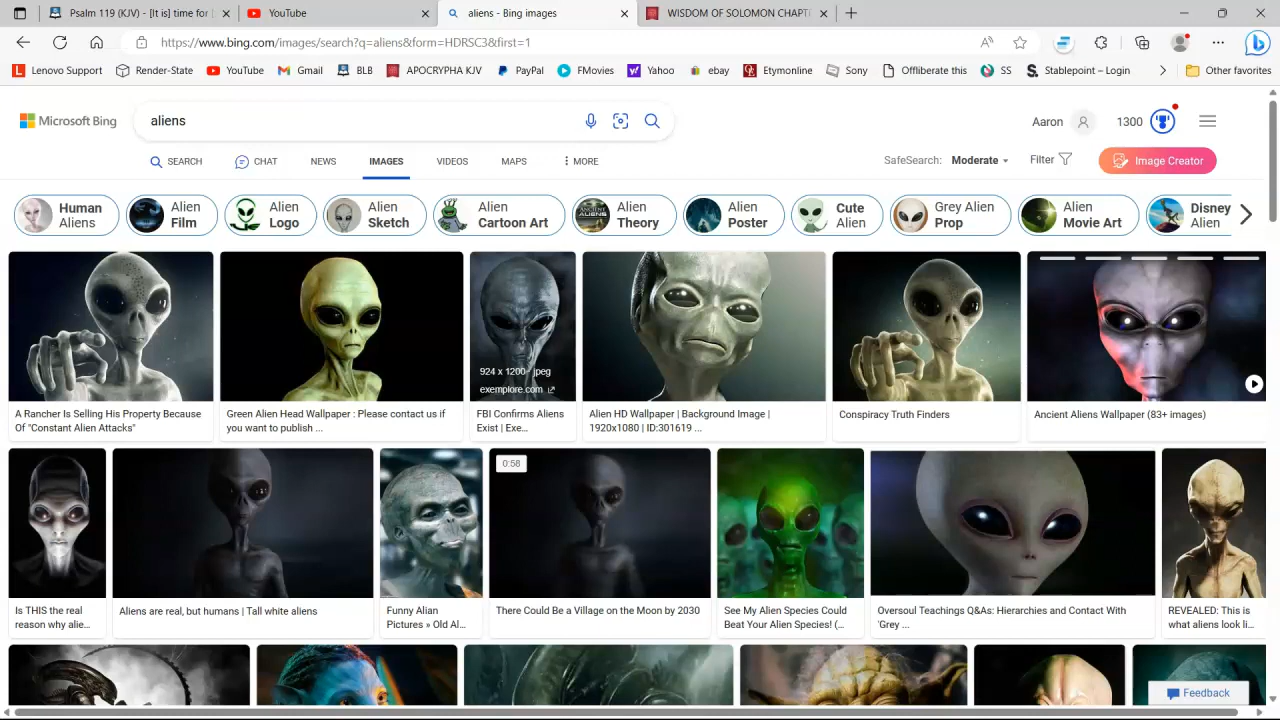 Psalm 119 (KJV) - [It is] time for
YouTube
aliens - Bing images
WISDOM OF SOLOMON CHAPT
https://www.bing.com/images/search?q=aliens&form=HDRSC3&first=1
Lenovo Support
Render-State
YouTube
Gmail
BLB
APOCRYPHA KJV
PayPal
FMovies
Yahoo
ebay
Etymonline
Sony
Offliberate this
SS
Stablepoint – Login
Other favorites
Microsoft Bing
aliens
Aaron
1300
SEARCH
CHAT
NEWS
IMAGES
VIDEOS
MAPS
MORE
SafeSearch: Moderate
Filter
Image Creator
Human
Aliens
Alien
Film
Alien
Logo
Alien
Sketch
Alien
Cartoon Art
Alien
Theory
Alien
Poster
Cute
Alien
Grey Alien
Prop
Alien
Movie Art
Disney
Alien
924 x 1200 · jpeg
exemplore.com
A Rancher Is Selling His Property Because
Of "Constant Alien Attacks"
Green Alien Head Wallpaper : Please contact us if
you want to publish ...
FBI Confirms Aliens
Exist | Exe...
Alien HD Wallpaper | Background Image |
1920x1080 | ID:301619 ...
Conspiracy Truth Finders
Ancient Aliens Wallpaper (83+ images)
0:58
Is THIS the real
reason why alie...
Aliens are real, but humans | Tall white aliens
Funny Alian
Pictures » Old Al...
There Could Be a Village on the Moon by 2030
See My Alien Species Could
Beat Your Alien Species! (...
Oversoul Teachings Q&As: Hierarchies and Contact With
'Grey ...
REVEALED: This is
what aliens look li...
Feedback